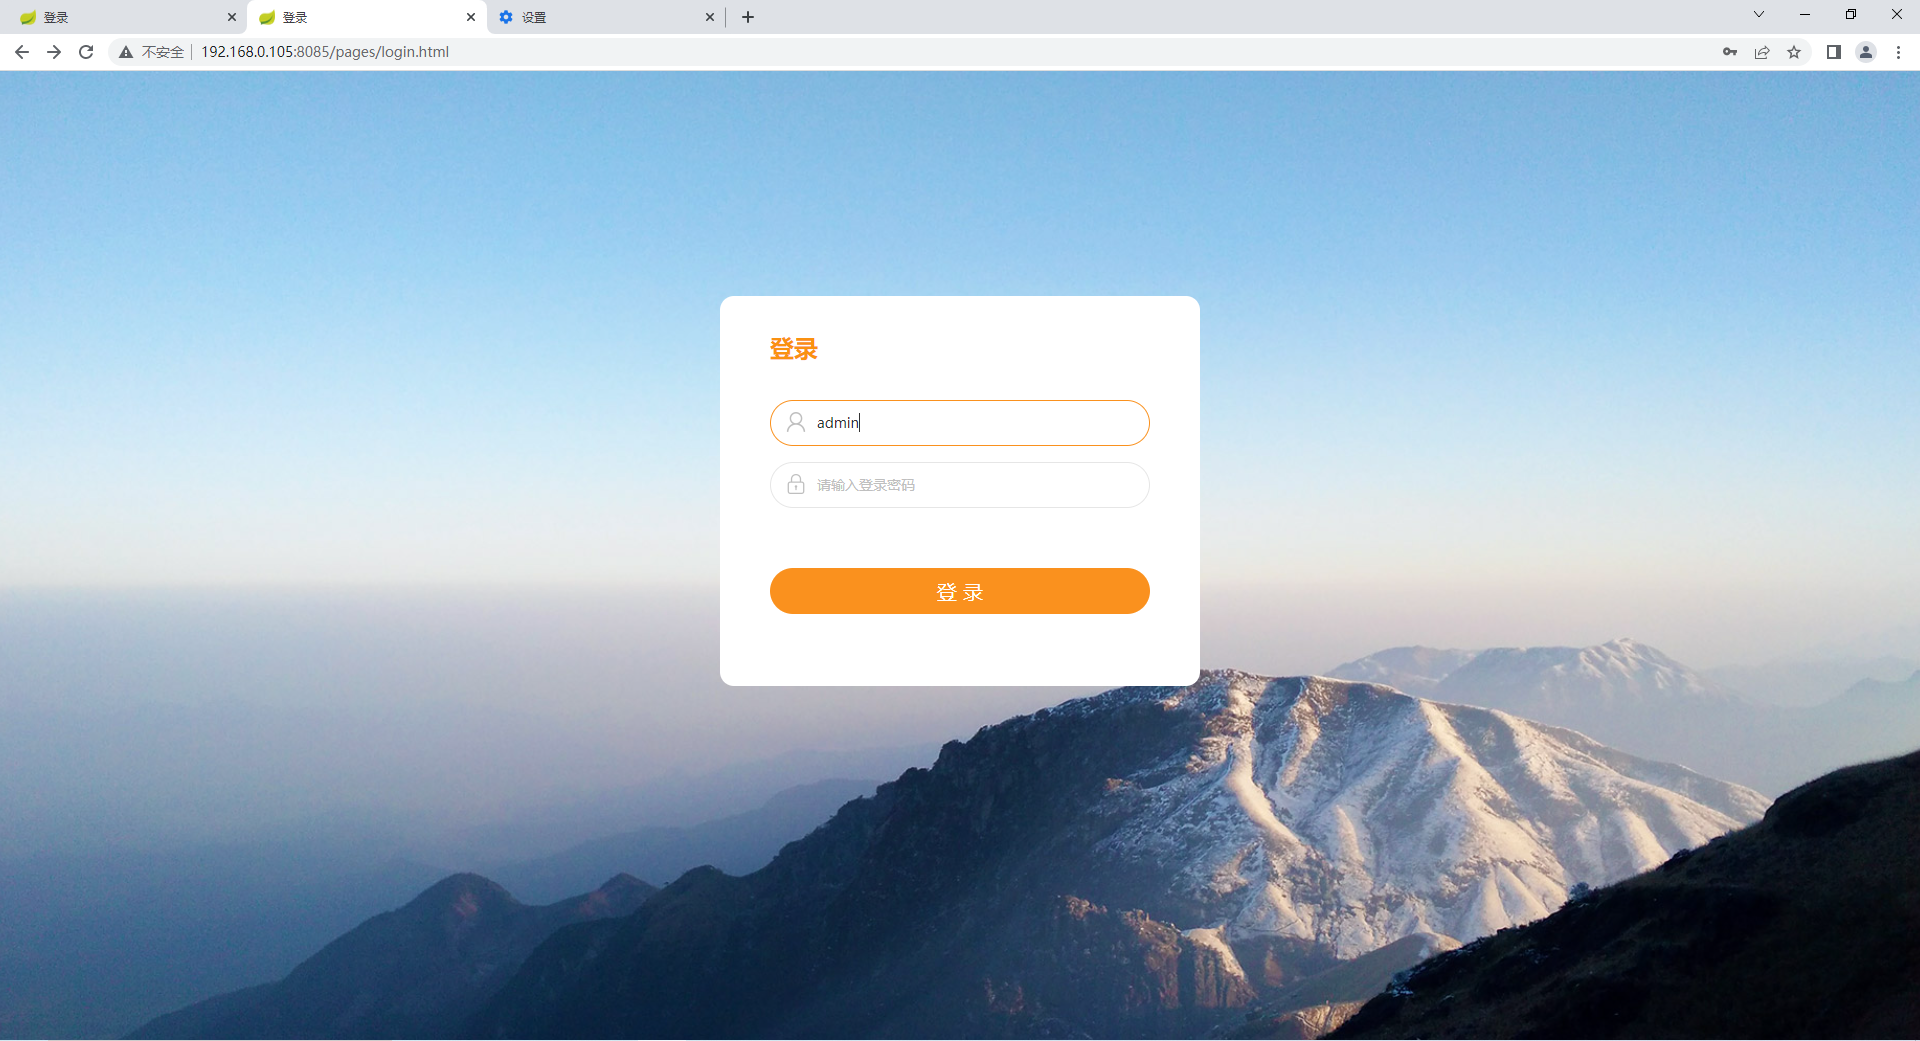 登录
登录
设置
不安全
192.168.0.105:8085/pages/login.html
登录
admin
请输入登录密码
登 录